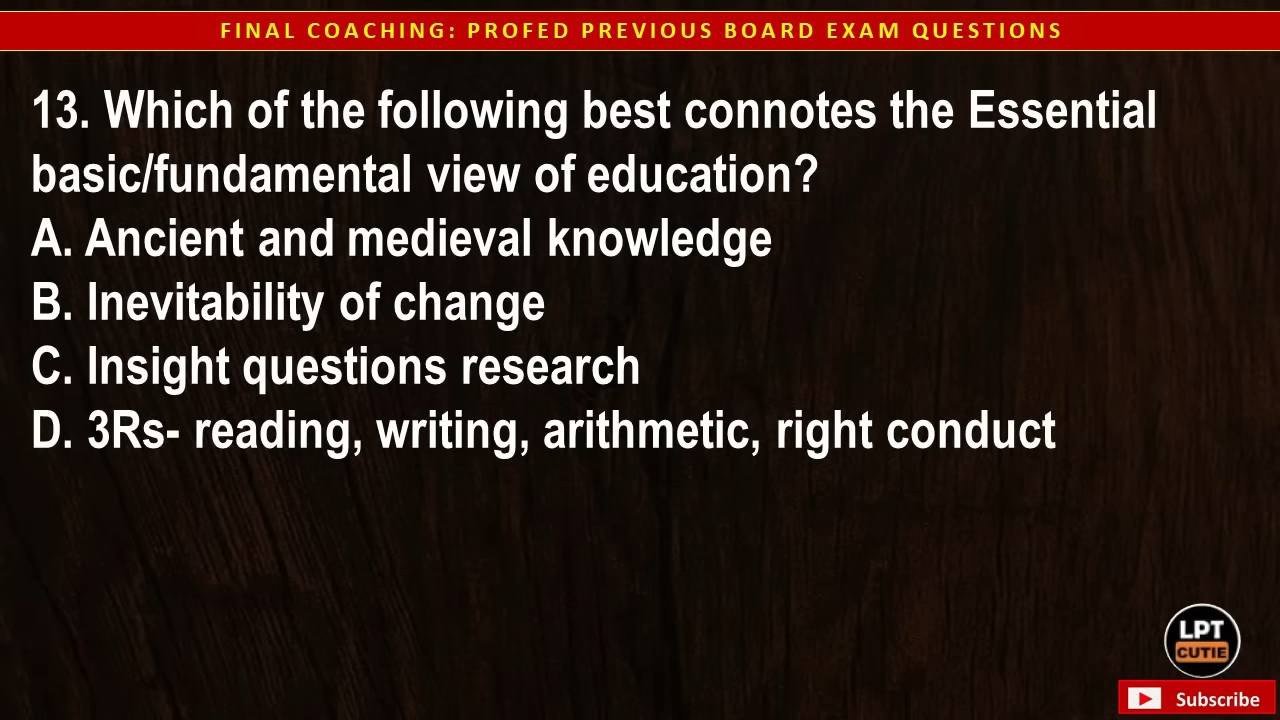 FINAL COACHING: PROFED PREVIOUS BOARD EXAM QUESTIONS
13. Which of the following best connotes the Essential
basic/fundamental view of education?
A. Ancient and medieval knowledge
B. Inevitability of change
C. Insight questions research
D. 3Rs- reading, writing, arithmetic, right conduct
LPT
CUTIE
Subscribe